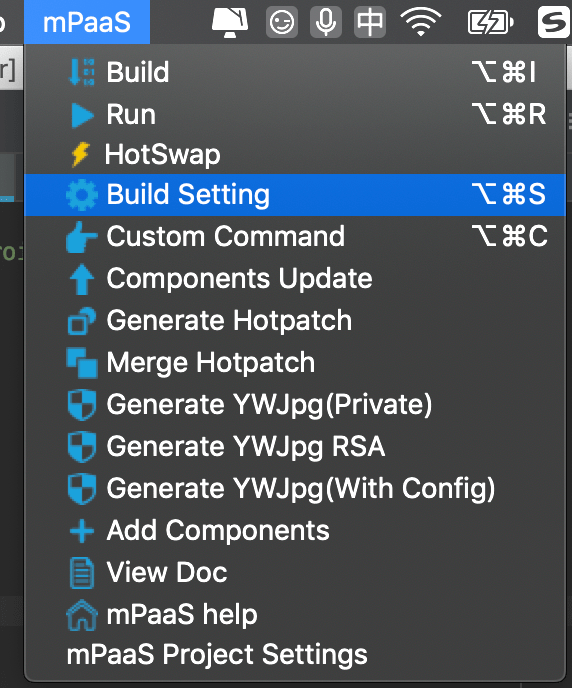 mPaaS 中
Build ⌥⌘I
Run ⌥⌘R
HotSwap
Build Setting ⌥⌘S
Custom Command ⌥⌘C
Components Update
Generate Hotpatch
Merge Hotpatch
Generate YWJpg(Private)
Generate YWJpg RSA
Generate YWJpg(With Config)
Add Components
View Doc
mPaaS help
mPaaS Project Settings